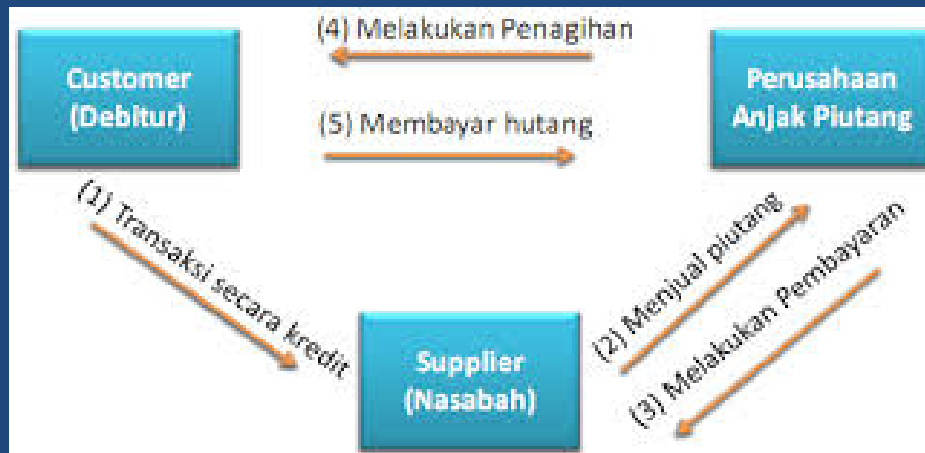 (4) Melakukan Penagihan
Customer
(Debitur)
Perusahaan
Anjak Piutang
(5) Membayar hutang
(1) Transaksi secara kredit
(2) Menjual piutang
(3) Melakukan Pembayaran
Supplier
(Nasabah)